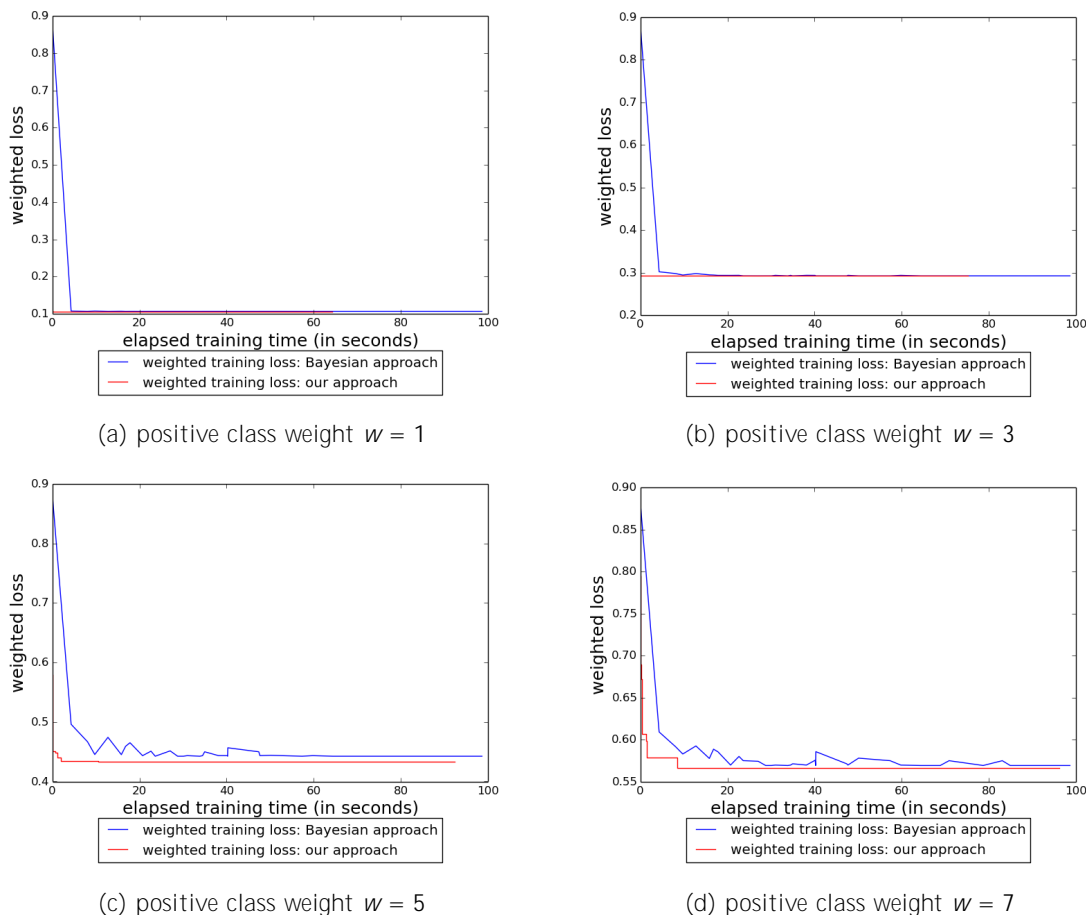 0.9
0.8
0.7
0.6
0.5
0.4
0.3
0.2
0.1
weighted loss
0 20 40 60 80 100
elapsed training time (in seconds)
weighted training loss: Bayesian approach
weighted training loss: our approach
(a) positive class weight w = 1
0.9
0.8
0.7
0.6
0.5
0.4
0.3
0.2
weighted loss
0 20 40 60 80 100
elapsed training time (in seconds)
weighted training loss: Bayesian approach
weighted training loss: our approach
(b) positive class weight w = 3
0.9
0.8
0.7
0.6
0.5
0.4
weighted loss
0 20 40 60 80 100
elapsed training time (in seconds)
weighted training loss: Bayesian approach
weighted training loss: our approach
(c) positive class weight w = 5
0.90
0.85
0.80
0.75
0.70
0.65
0.60
0.55
weighted loss
0 20 40 60 80 100
elapsed training time (in seconds)
weighted training loss: Bayesian approach
weighted training loss: our approach
(d) positive class weight w = 7